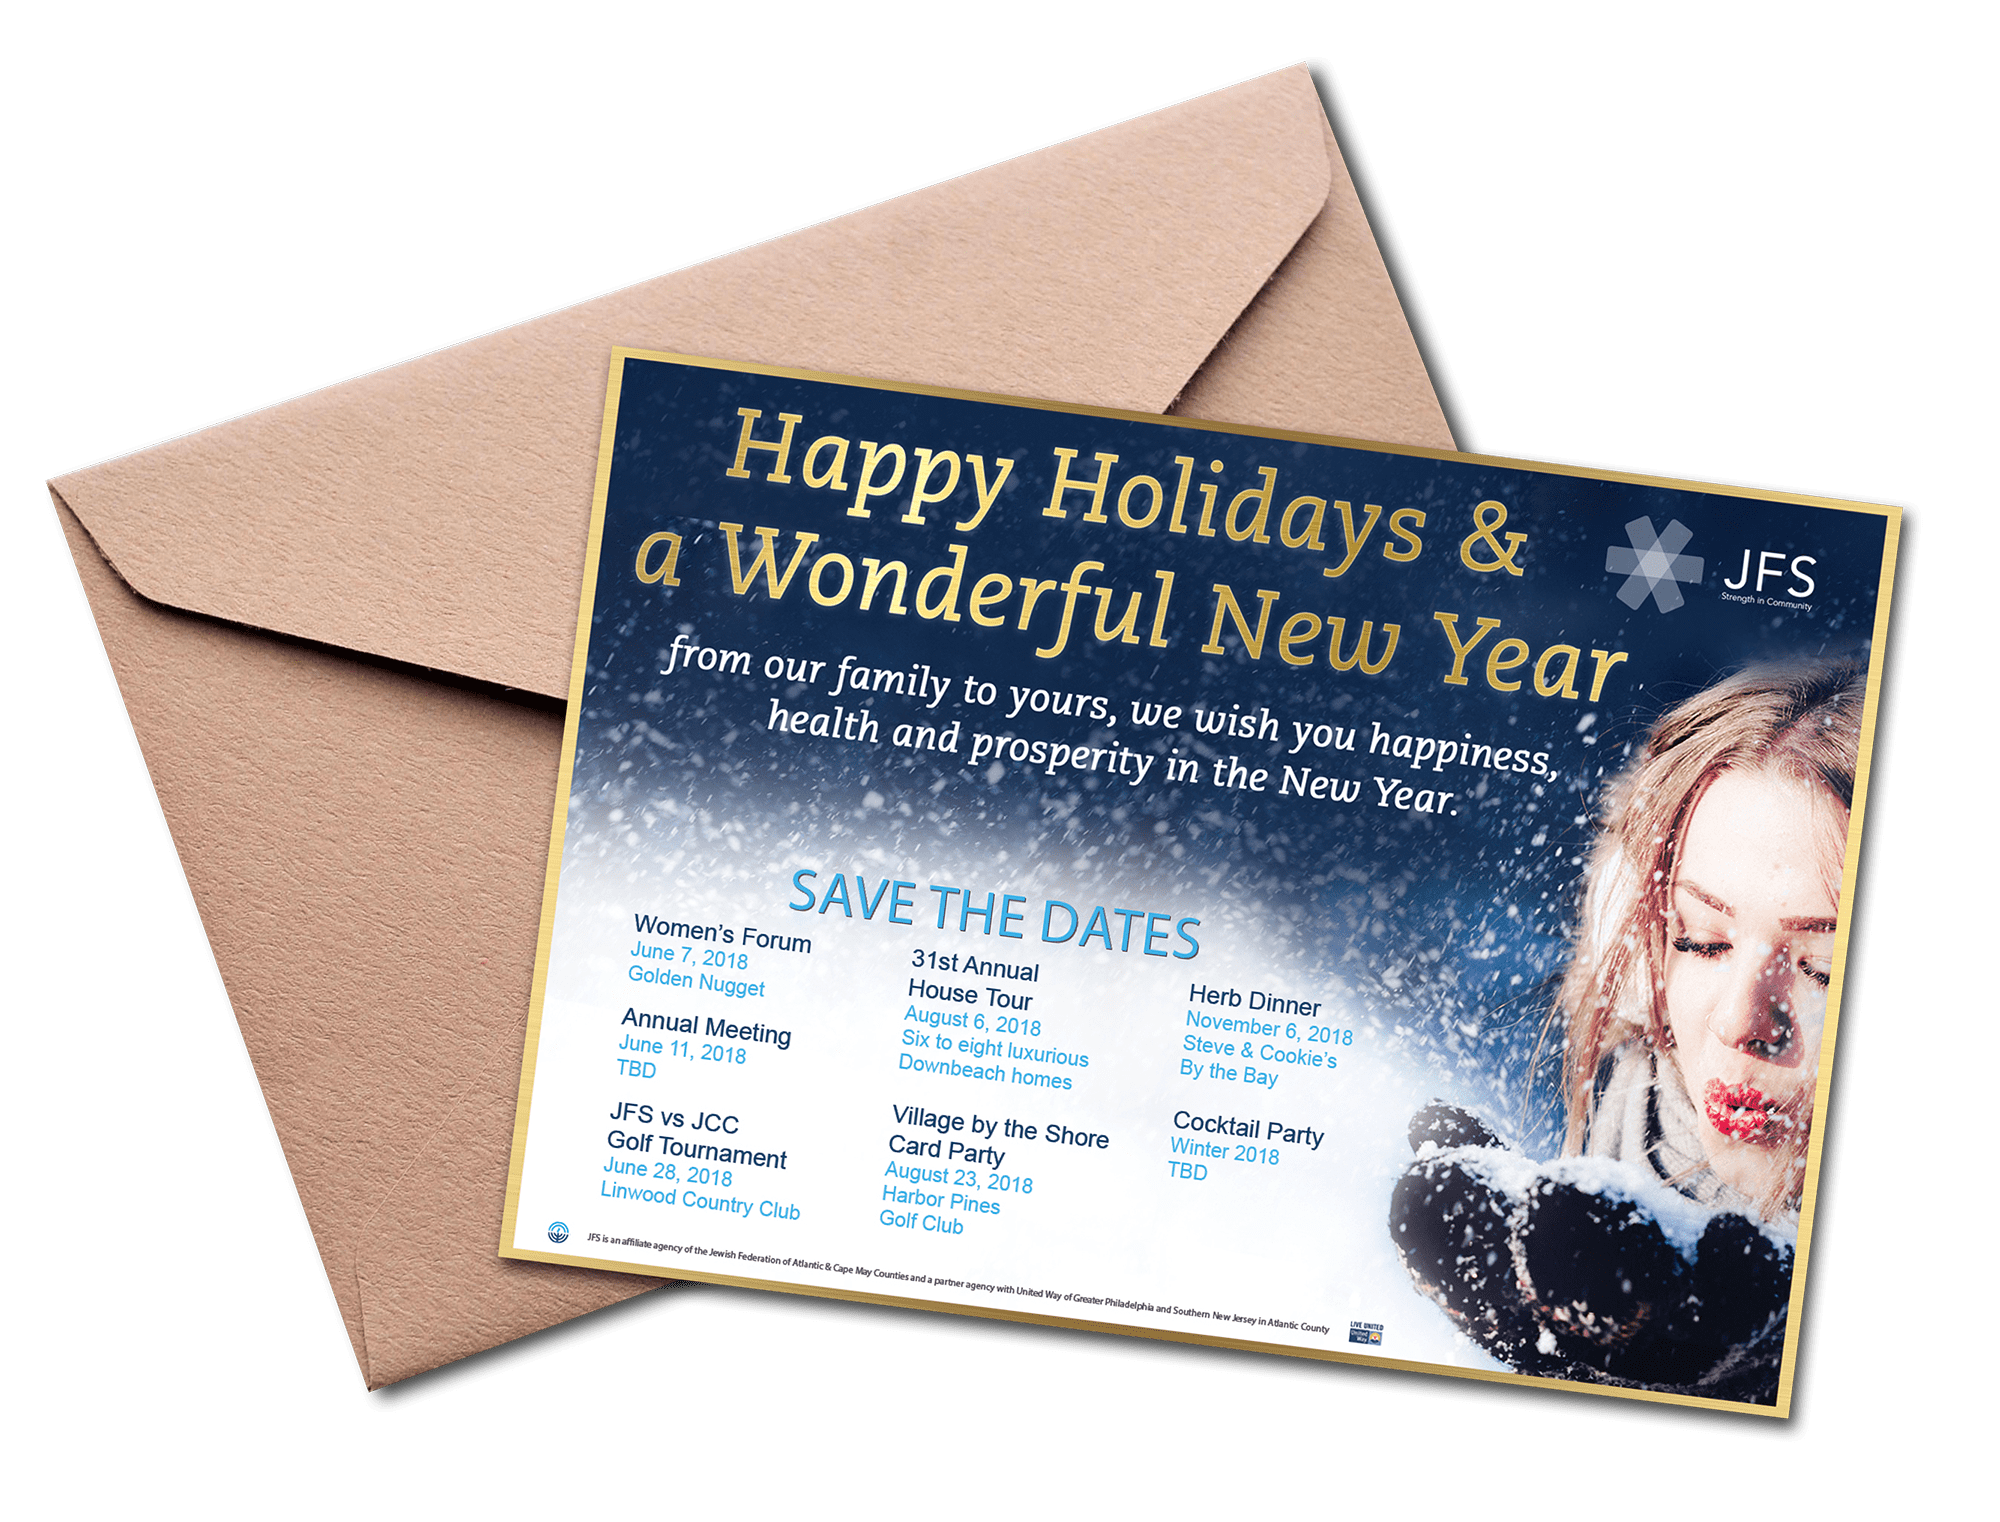 Happy Holidays &
a Wonderful New Year
JFS
Strength in Community
from our family to yours, we wish you happiness,
health and prosperity in the New Year.
SAVE THE DATES
Women's Forum
June 7, 2018
Golden Nugget
Annual Meeting
June 11, 2018
TBD
JFS vs JCC
Golf Tournament
June 28, 2018
Linwood Country Club
31st Annual
House Tour
August 6, 2018
Six to eight luxurious
Downbeach homes
Village by the Shore
Card Party
August 23, 2018
Harbor Pines
Golf Club
Herb Dinner
November 6, 2018
Steve & Cookie's
By the Bay
Cocktail Party
Winter 2018
TBD
JFS is an affiliate agency of the Jewish Federation of Atlantic & Cape May Counties and a partner agency with United Way of Greater Philadelphia and Southern New Jersey in Atlantic County
LIVE UNITED
United
Way